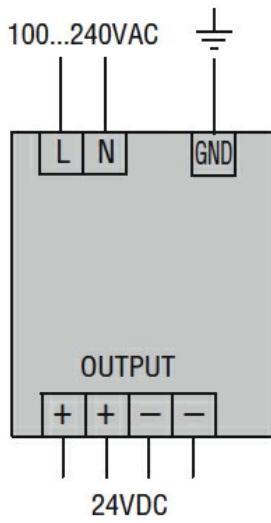 100...240VAC
L N GND
OUTPUT
+ + − −
24VDC